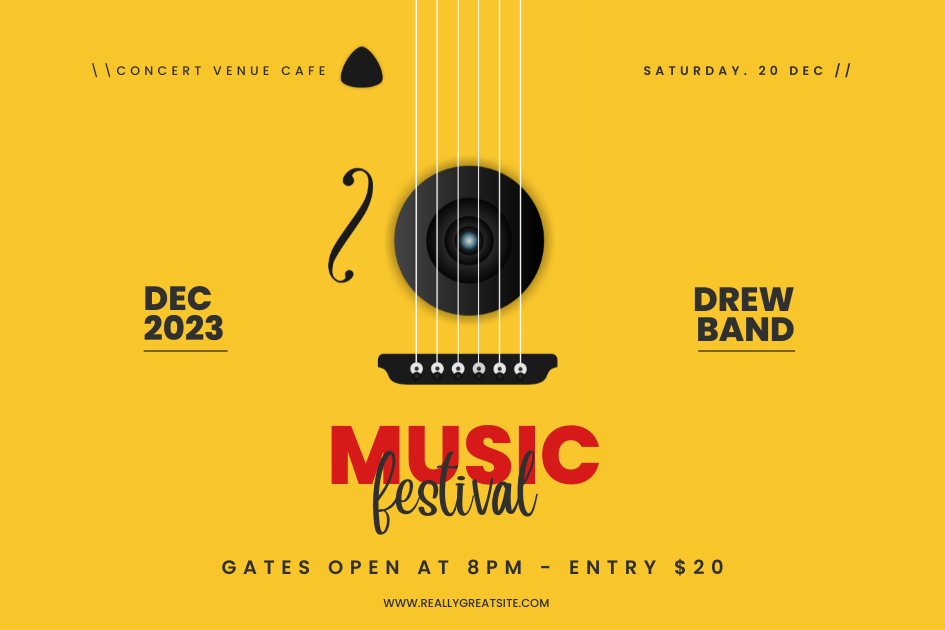 \\CONCERT VENUE CAFE
SATURDAY. 20 DEC //
DEC
2023
DREW
BAND
MUSIC
festival
GATES OPEN AT 8PM - ENTRY $20
WWW.REALLYGREATSITE.COM